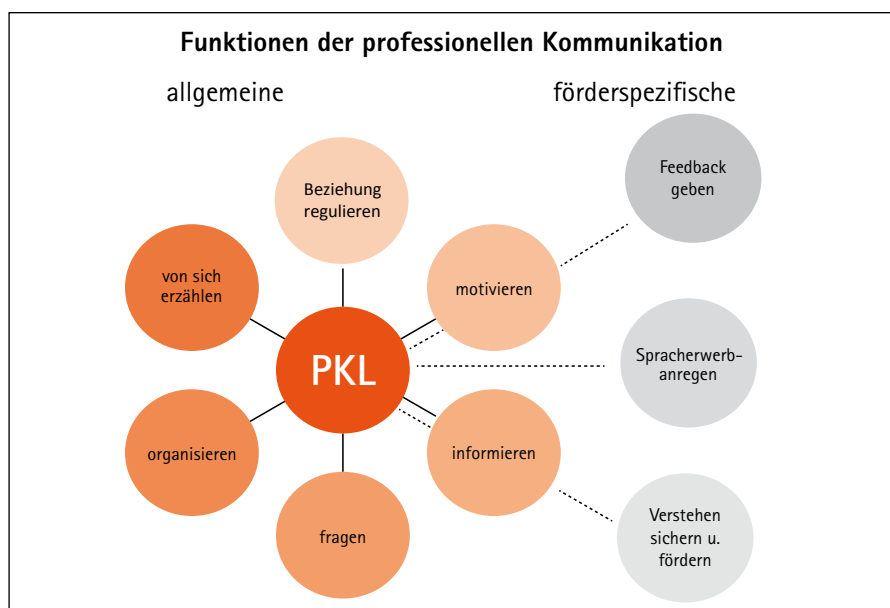 Funktionen der professionellen Kommunikation
allgemeine
förderspezifische
Beziehung
regulieren
Feedback
geben
von sich
erzählen
motivieren
PKL
Spracherwerb-
anregen
organisieren
informieren
fragen
Verstehen
sichern u.
fördern